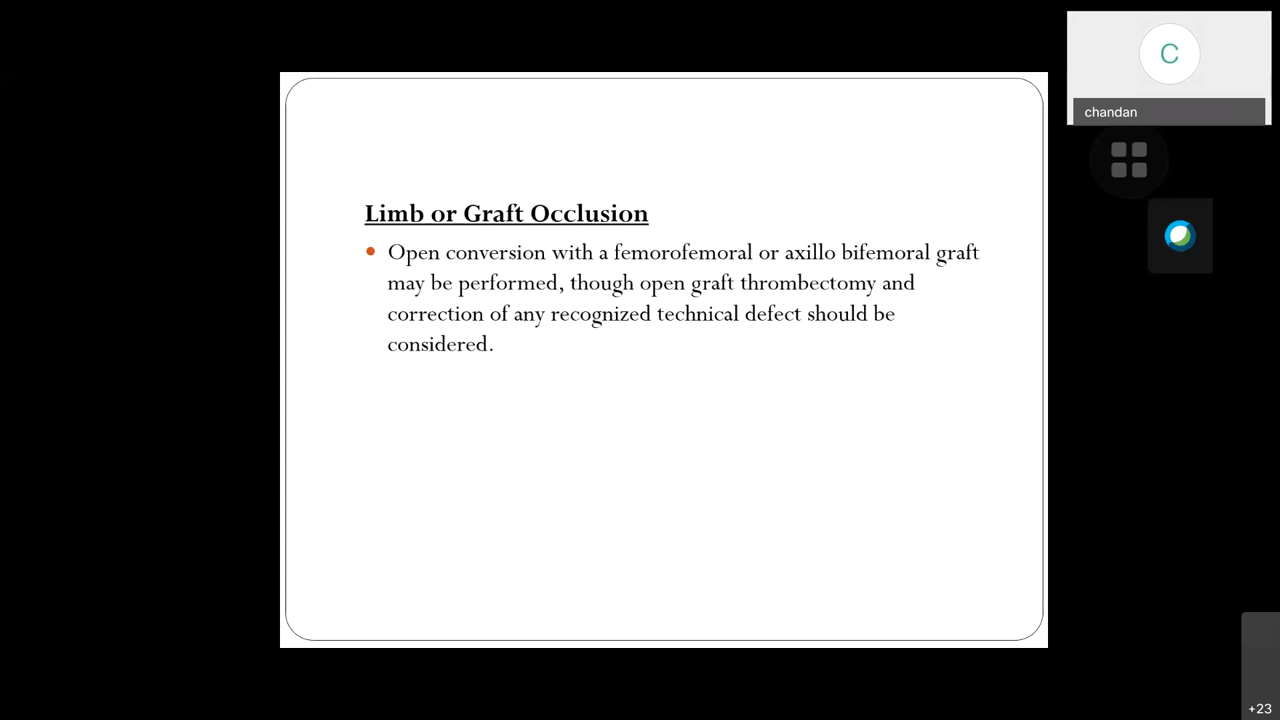 C
chandan
Limb or Graft Occlusion
Open conversion with a femorofemoral or axillo bifemoral graft
may be performed, though open graft thrombectomy and
correction of any recognized technical defect should be
considered.
+23